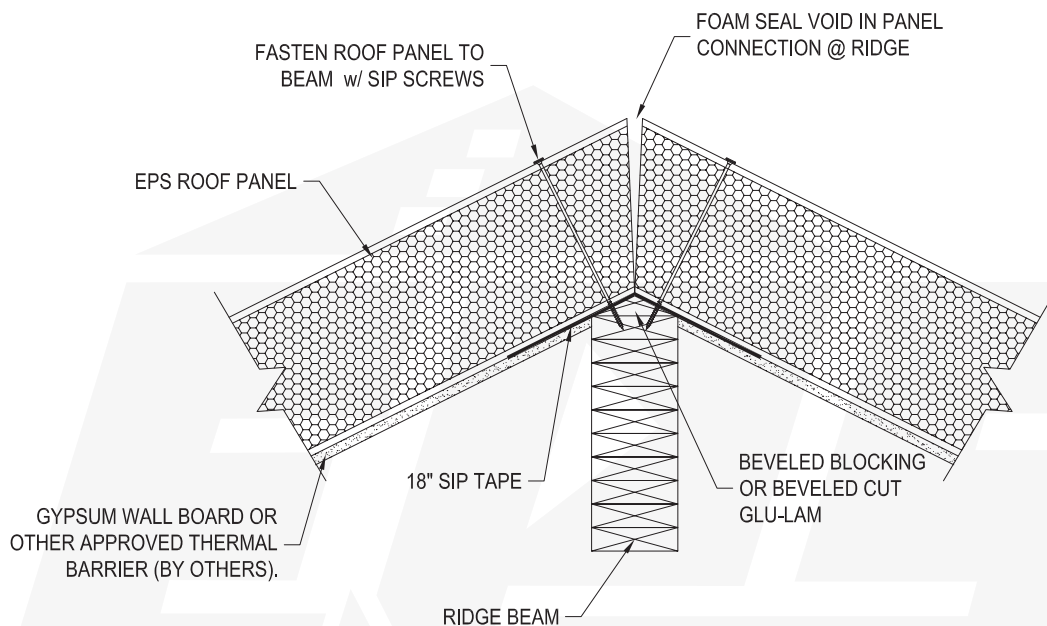 FOAM SEAL VOID IN PANEL
CONNECTION @ RIDGE
FASTEN ROOF PANEL TO
BEAM w/ SIP SCREWS
EPS ROOF PANEL
18" SIP TAPE
BEVELED BLOCKING
OR BEVELED CUT
GLU-LAM
GYPSUM WALL BOARD OR
OTHER APPROVED THERMAL
BARRIER (BY OTHERS).
RIDGE BEAM